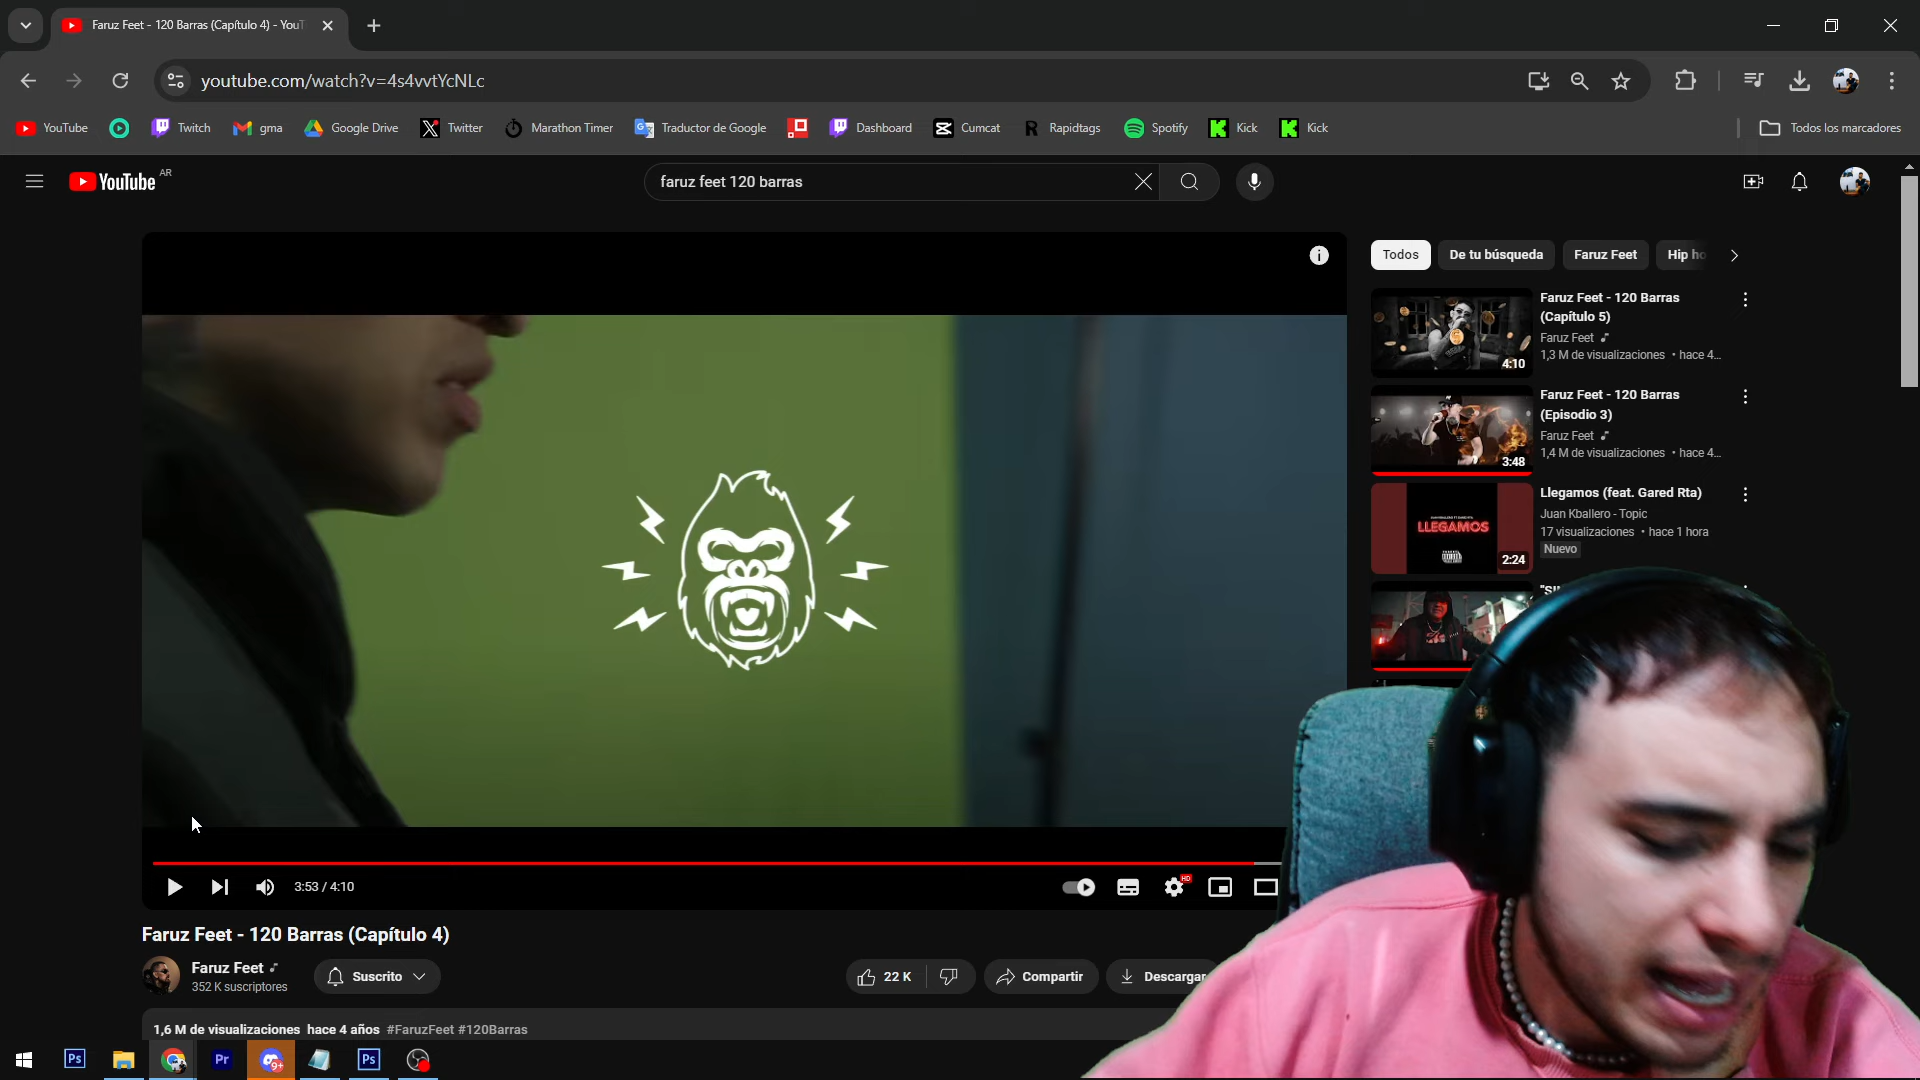 Faruz Feet - 120 Barras (Capítulo 4) - YouT
youtube.com/watch?v=4s4vvtYcNLc
YouTube
Twitch
gma
Google Drive
Twitter
Marathon Timer
Traductor de Google
Dashboard
Cumcat
Rapidtags
Spotify
Kick
Kick
Todos los marcadores
YouTube AR
faruz feet 120 barras
Todos
De tu búsqueda
Faruz Feet
Hip ho
Faruz Feet - 120 Barras
(Capítulo 5)
Faruz Feet
1,3 M de visualizaciones • hace 4...
4:10
Faruz Feet - 120 Barras
(Episodio 3)
Faruz Feet
1,4 M de visualizaciones • hace 4...
3:48
Llegamos (feat. Gared Rta)
Juan Kballero - Topic
17 visualizaciones • hace 1 hora
Nuevo
LLEGAMOS
2:24
3:53 / 4:10
HD
Faruz Feet - 120 Barras (Capítulo 4)
Faruz Feet
352 K suscriptores
Suscrito
22 K
Compartir
Descargar
1,6 M de visualizaciones hace 4 años #FaruzFeet #120Barras
Ps
Pr
9+
Ps